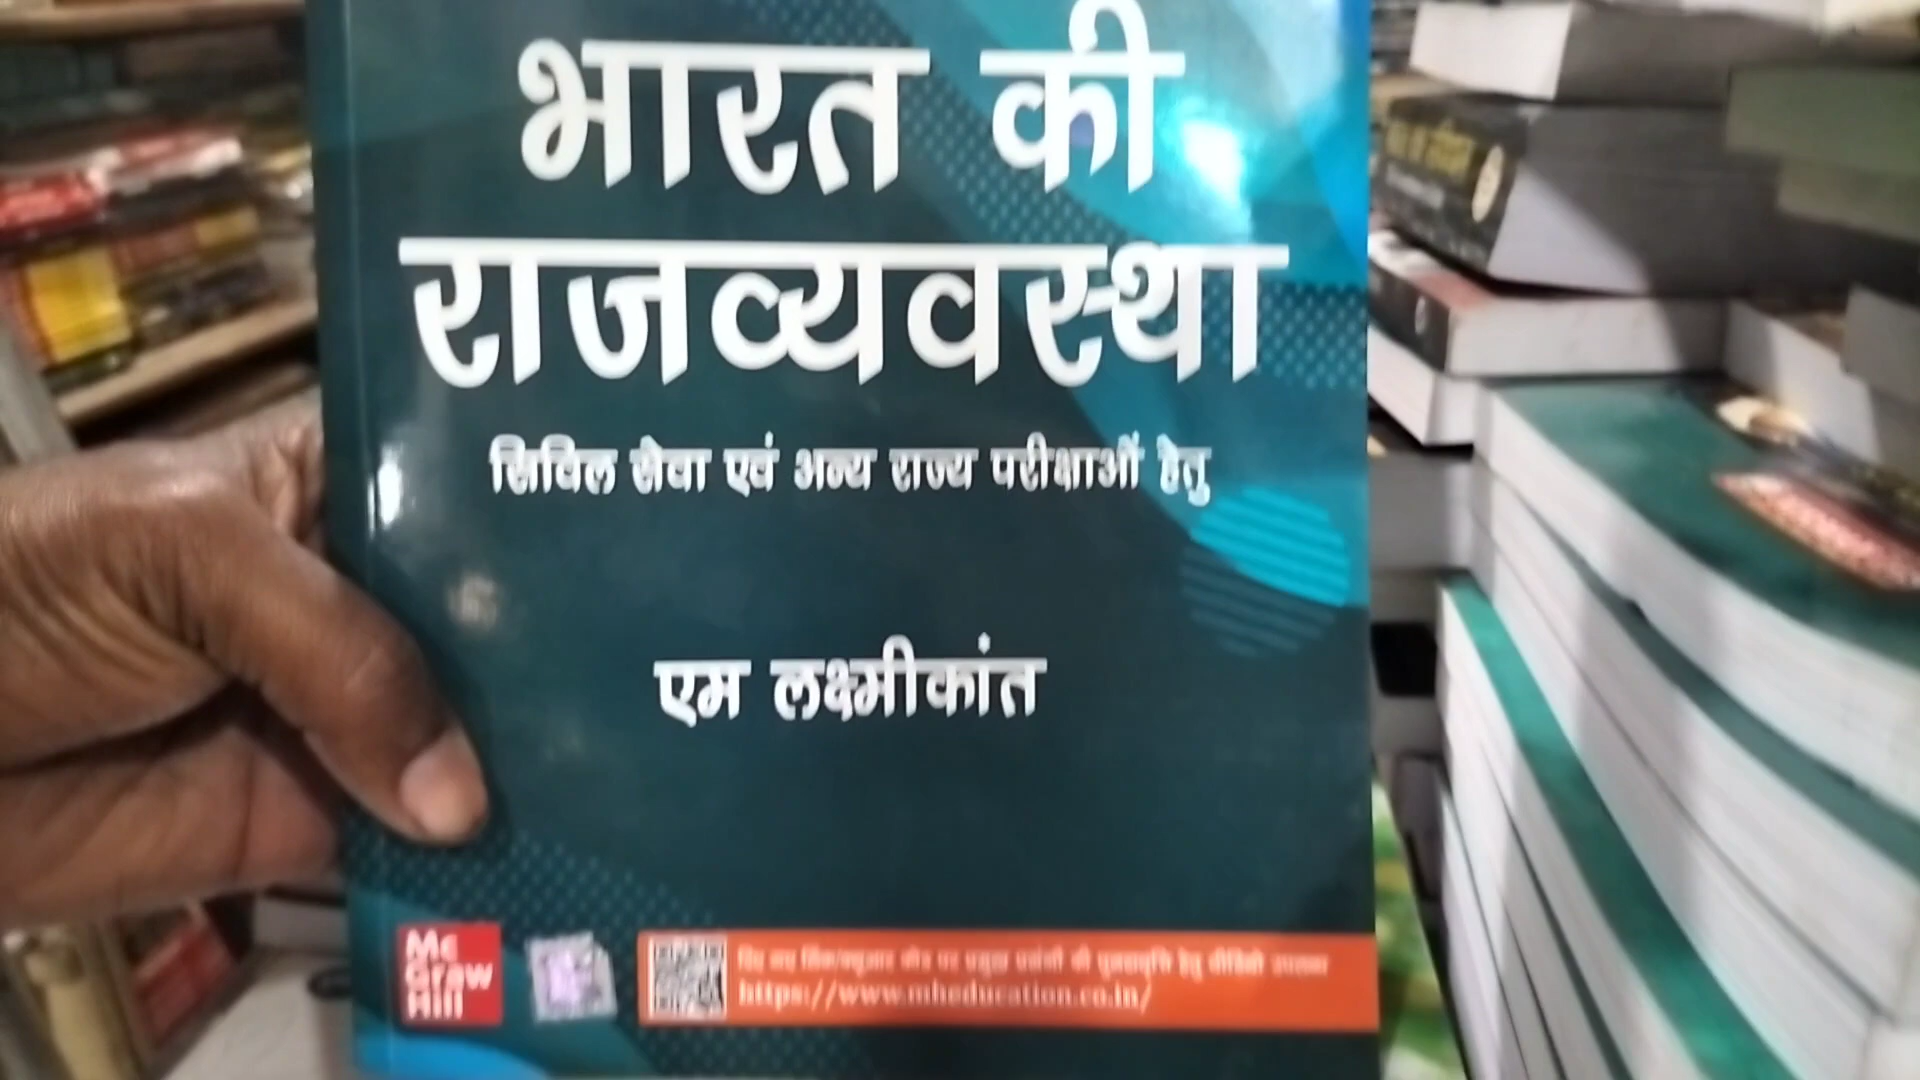 भारत की
राजव्यवस्था
सिविल सेवा एवं अन्य राज्य परीक्षाओं हेतु
एम लक्ष्मीकांत
Mc
Graw
Hill
https://www.mheducation.co.in/